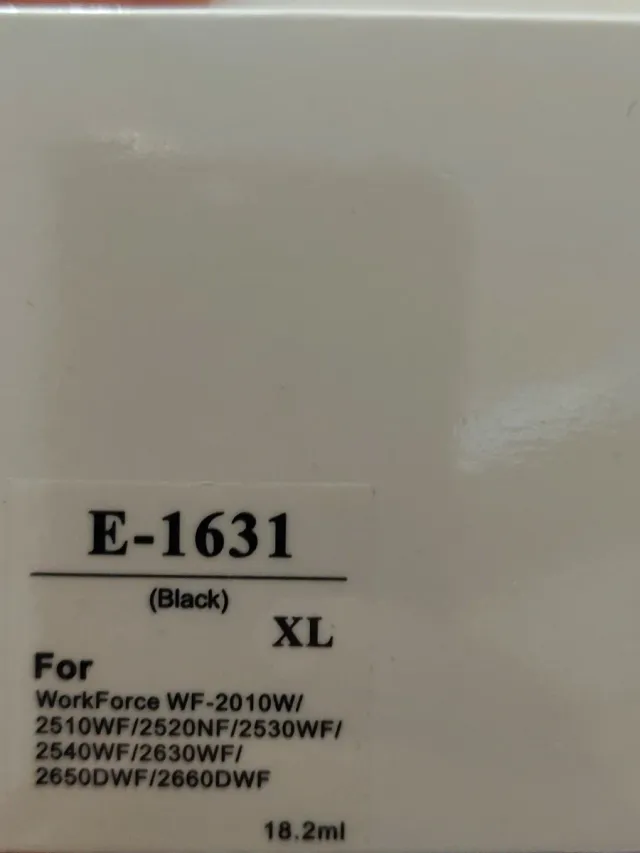 E-1631
(Black)
XL
For
WorkForce WF-2010W/
2510WF/2520NF/2530WF/
2540WF/2630WF/
2650DWF/2660DWF
18.2ml